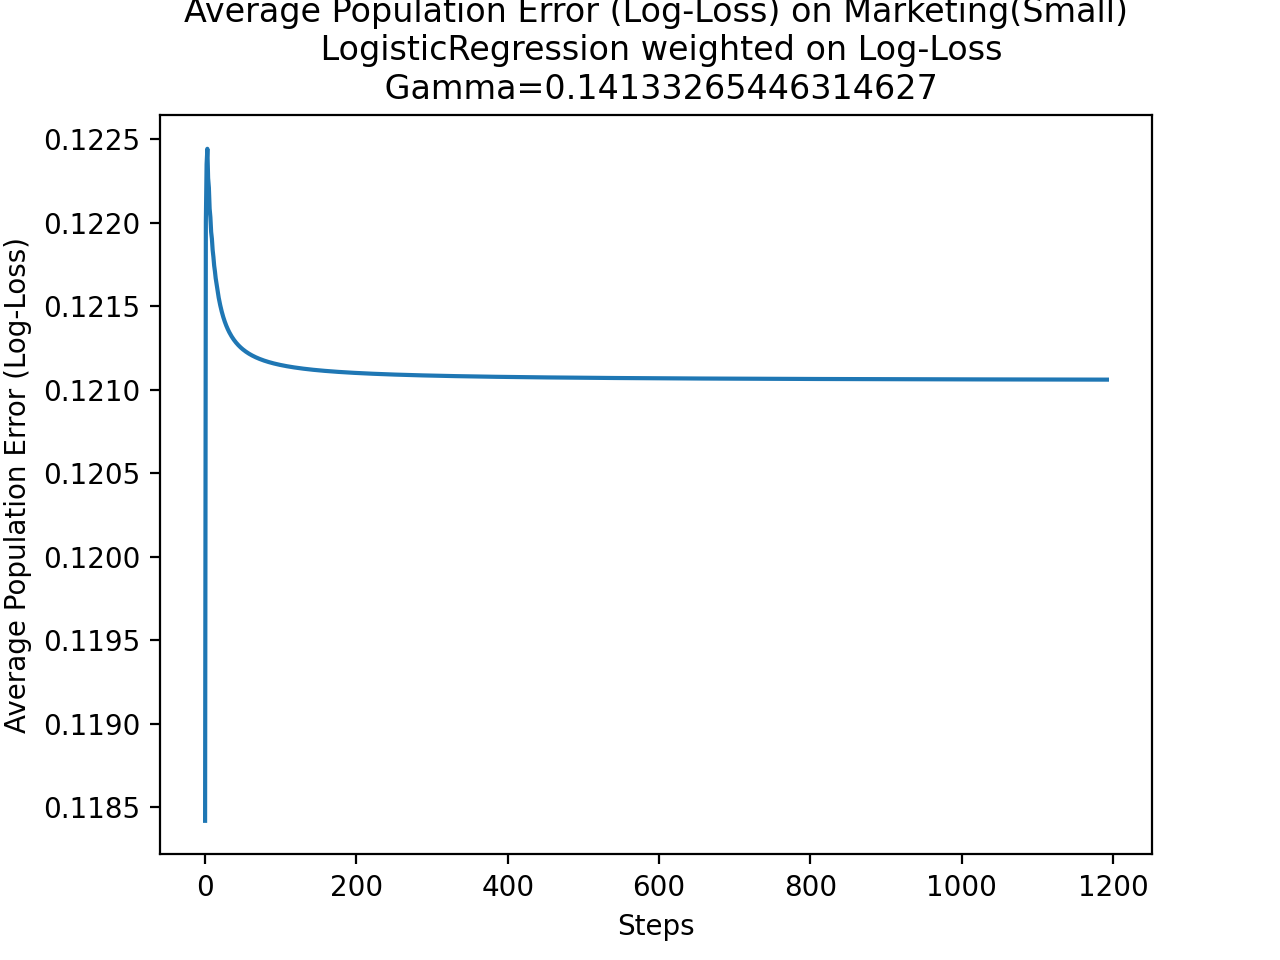 Average Population Error (Log-Loss) on Marketing(Small)
LogisticRegression weighted on Log-Loss
Gamma=0.14133265446314627
0.1225
0.1220
0.1215
0.1210
0.1205
0.1200
0.1195
0.1190
0.1185
Average Population Error (Log-Loss)
0 200 400 600 800 1000 1200
Steps